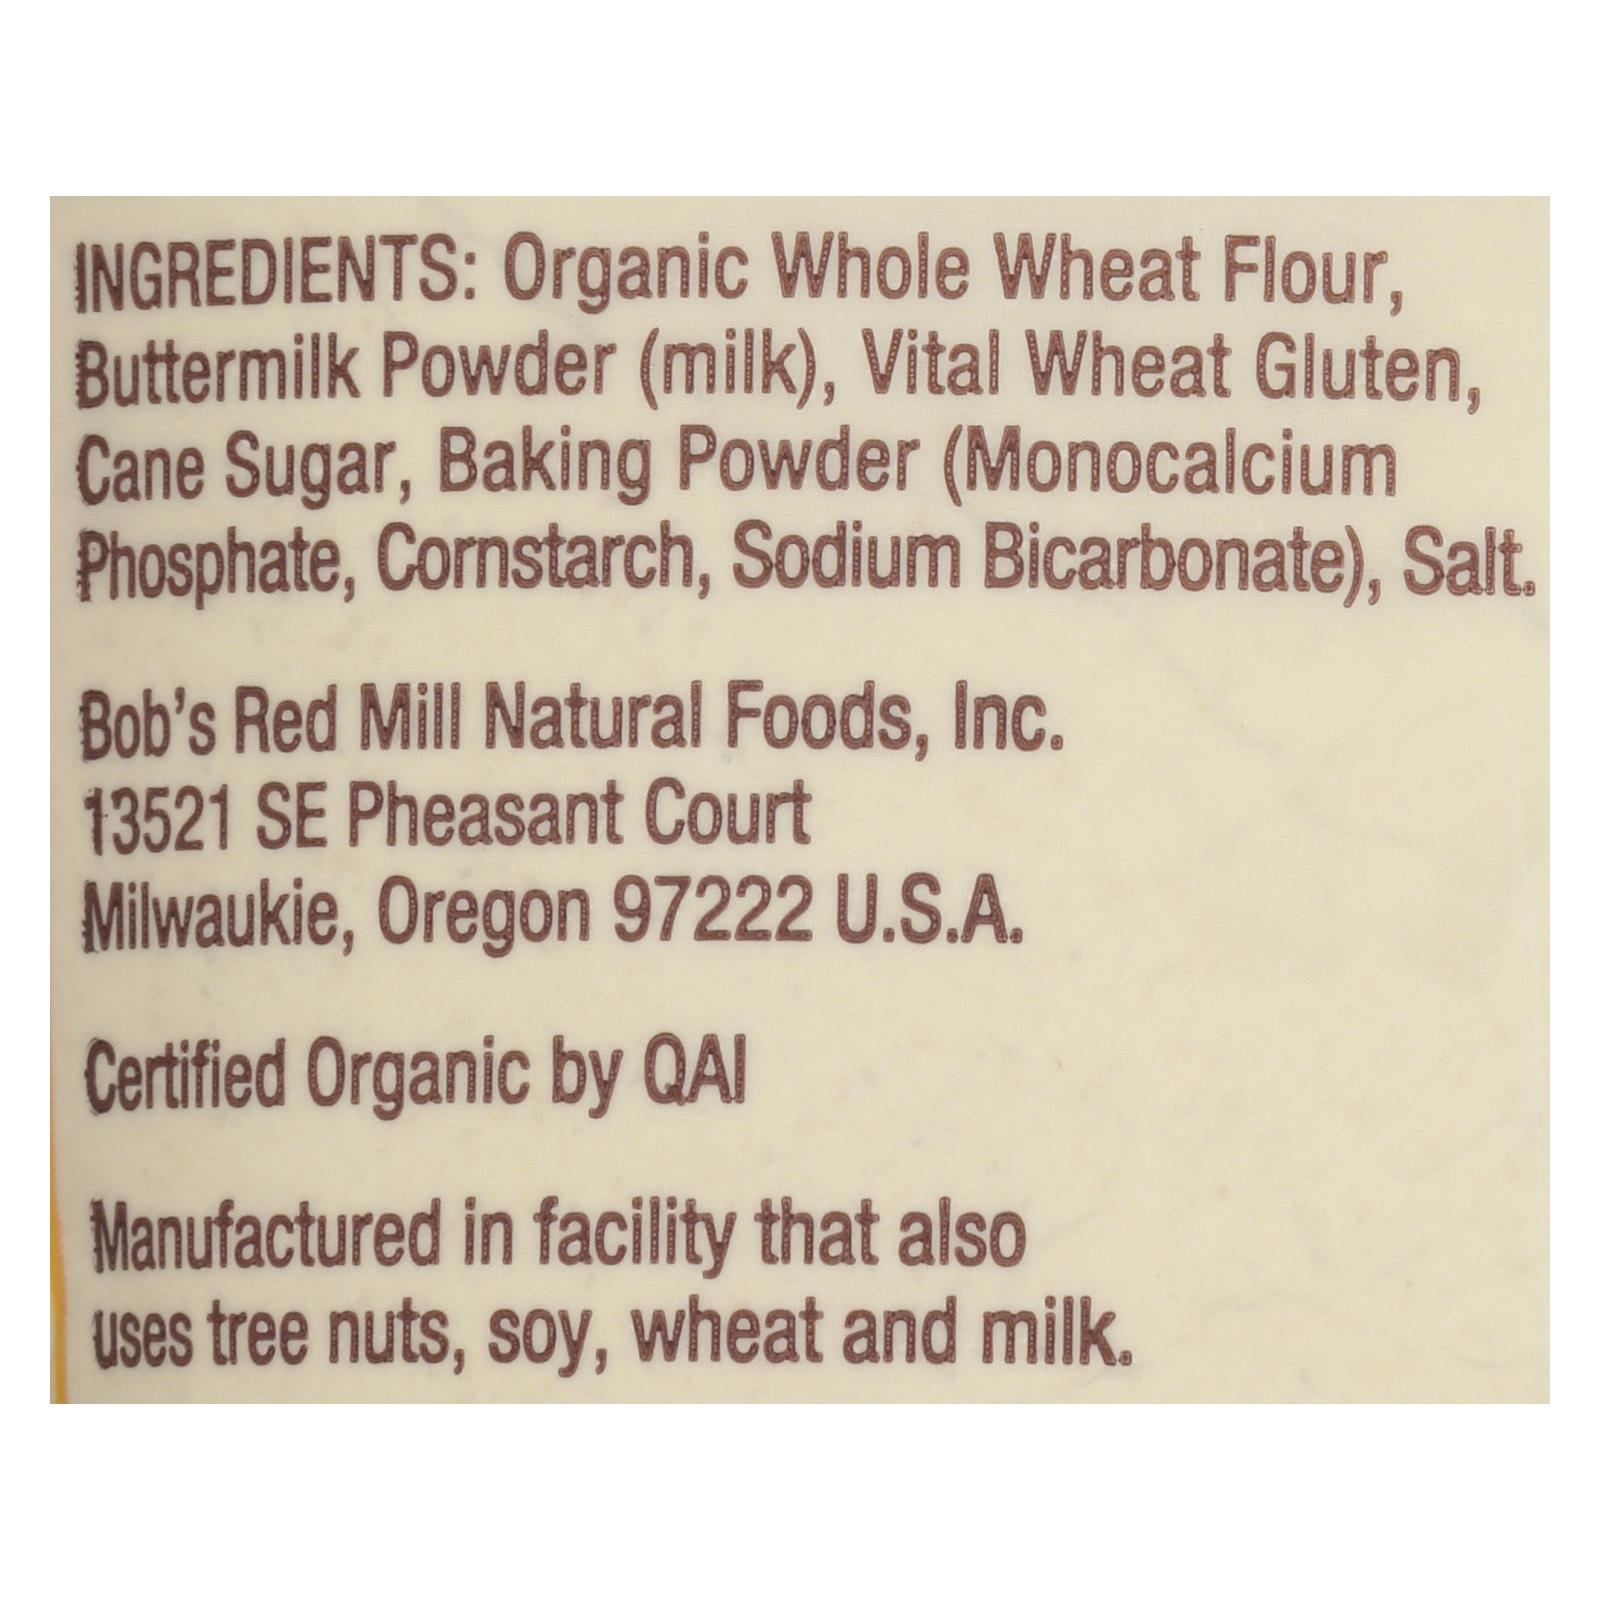 INGREDIENTS: Organic Whole Wheat Flour,
Buttermilk Powder (milk), Vital Wheat Gluten,
Cane Sugar, Baking Powder (Monocalcium
Phosphate, Cornstarch, Sodium Bicarbonate), Salt.
Bob's Red Mill Natural Foods, Inc.
13521 SE Pheasant Court
Milwaukie, Oregon 97222 U.S.A.
Certified Organic by QAI
Manufactured in facility that also
uses tree nuts, soy, wheat and milk.